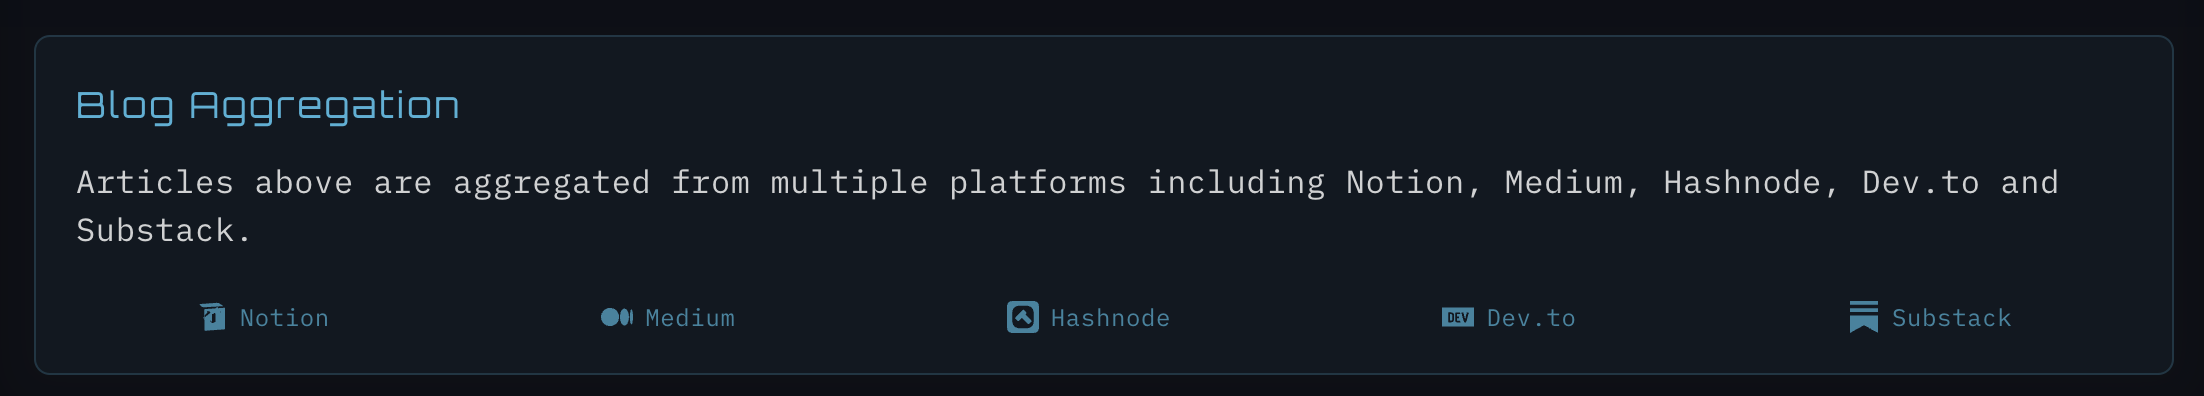 Blog Aggregation
Articles above are aggregated from multiple platforms including Notion, Medium, Hashnode, Dev.to and
Substack.
Notion
Medium
Hashnode
DEV Dev.to
Substack